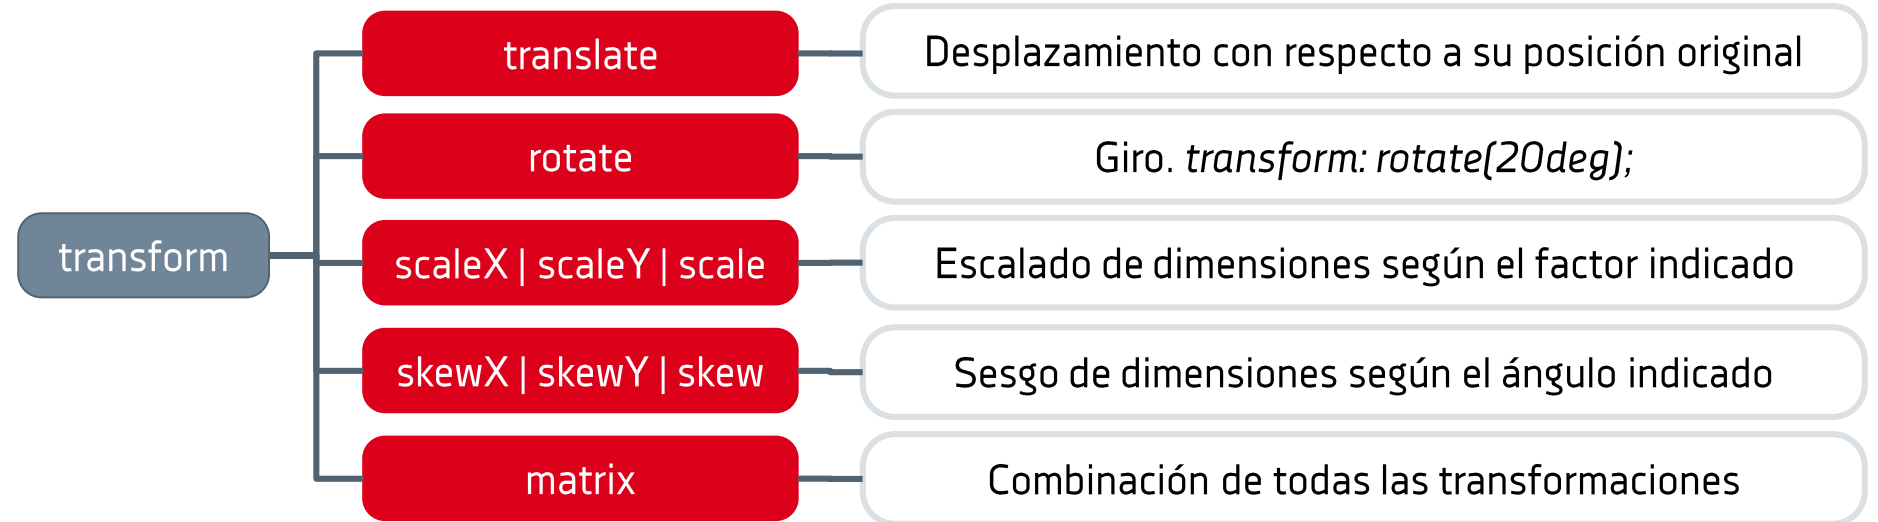 transform
translate
Desplazamiento con respecto a su posición original
rotate
Giro. transform: rotate(20deg);
scaleX | scaleY | scale
Escalado de dimensiones según el factor indicado
skewX | skewY | skew
Sesgo de dimensiones según el ángulo indicado
matrix
Combinación de todas las transformaciones